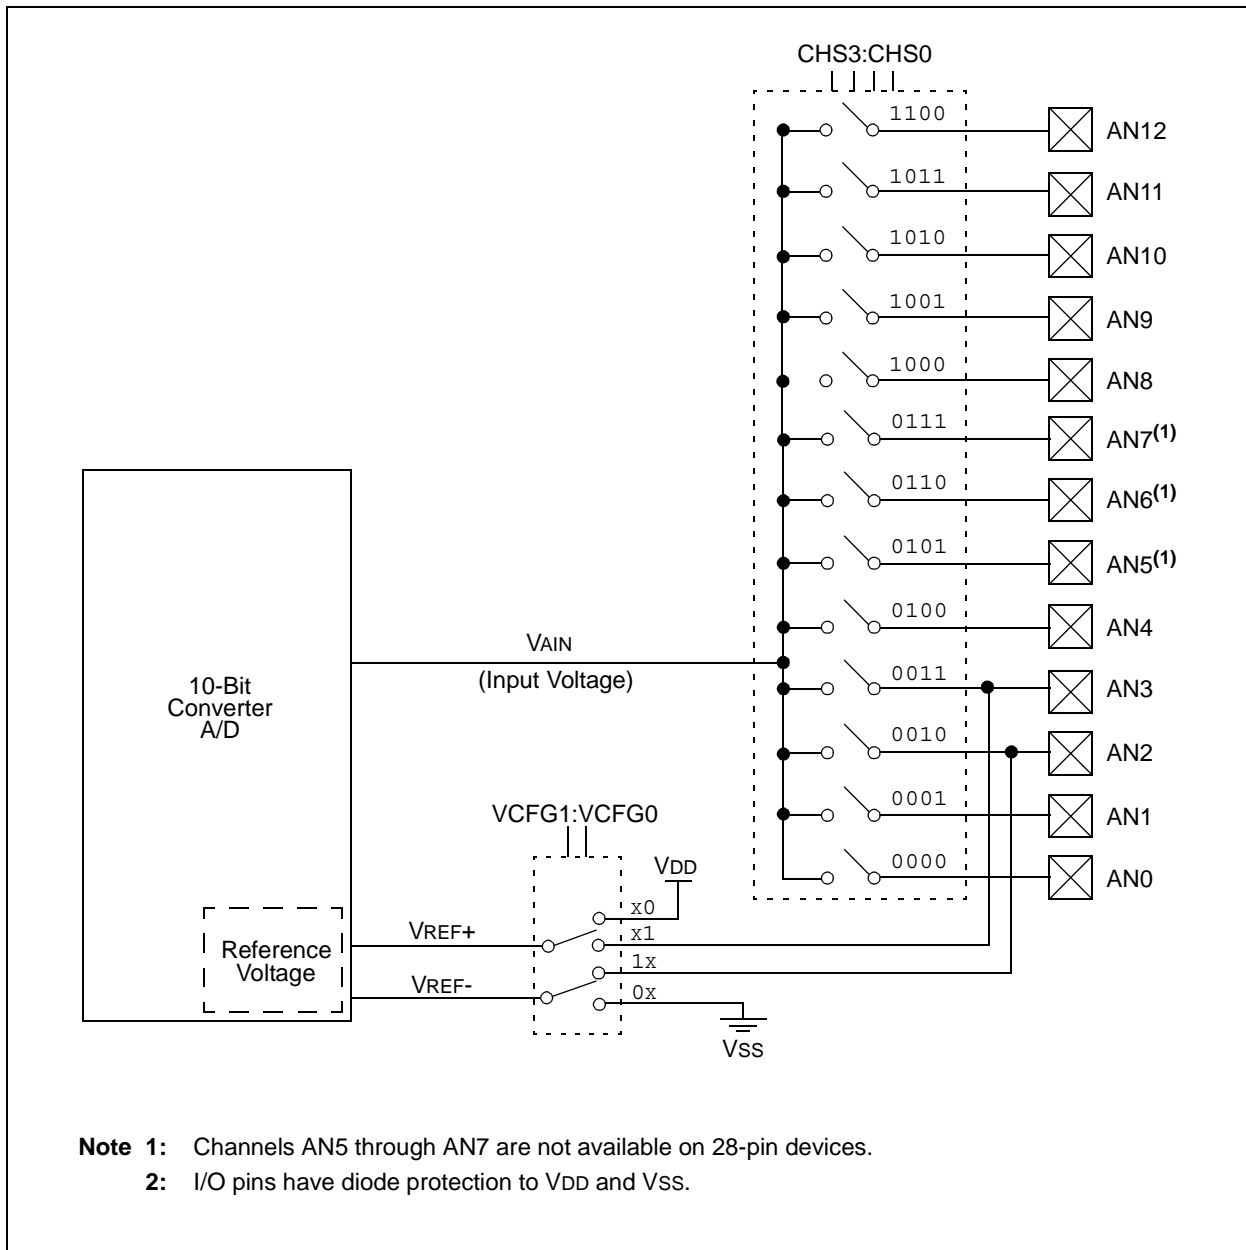 CHS3:CHS0
1100 AN12
1011 AN11
1010 AN10
1001 AN9
1000 AN8
0111 AN7(1)
0110 AN6(1)
0101 AN5(1)
0100 AN4
VAIN
(Input Voltage)
0011 AN3
10-Bit
Converter
A/D
0010 AN2
0001 AN1
VCFG1:VCFG0
0000 AN0
VDD
x0
VREF+
x1
Reference
Voltage
1x
VREF-
0x
VSS
Note 1: Channels AN5 through AN7 are not available on 28-pin devices.
2: I/O pins have diode protection to VDD and VSS.